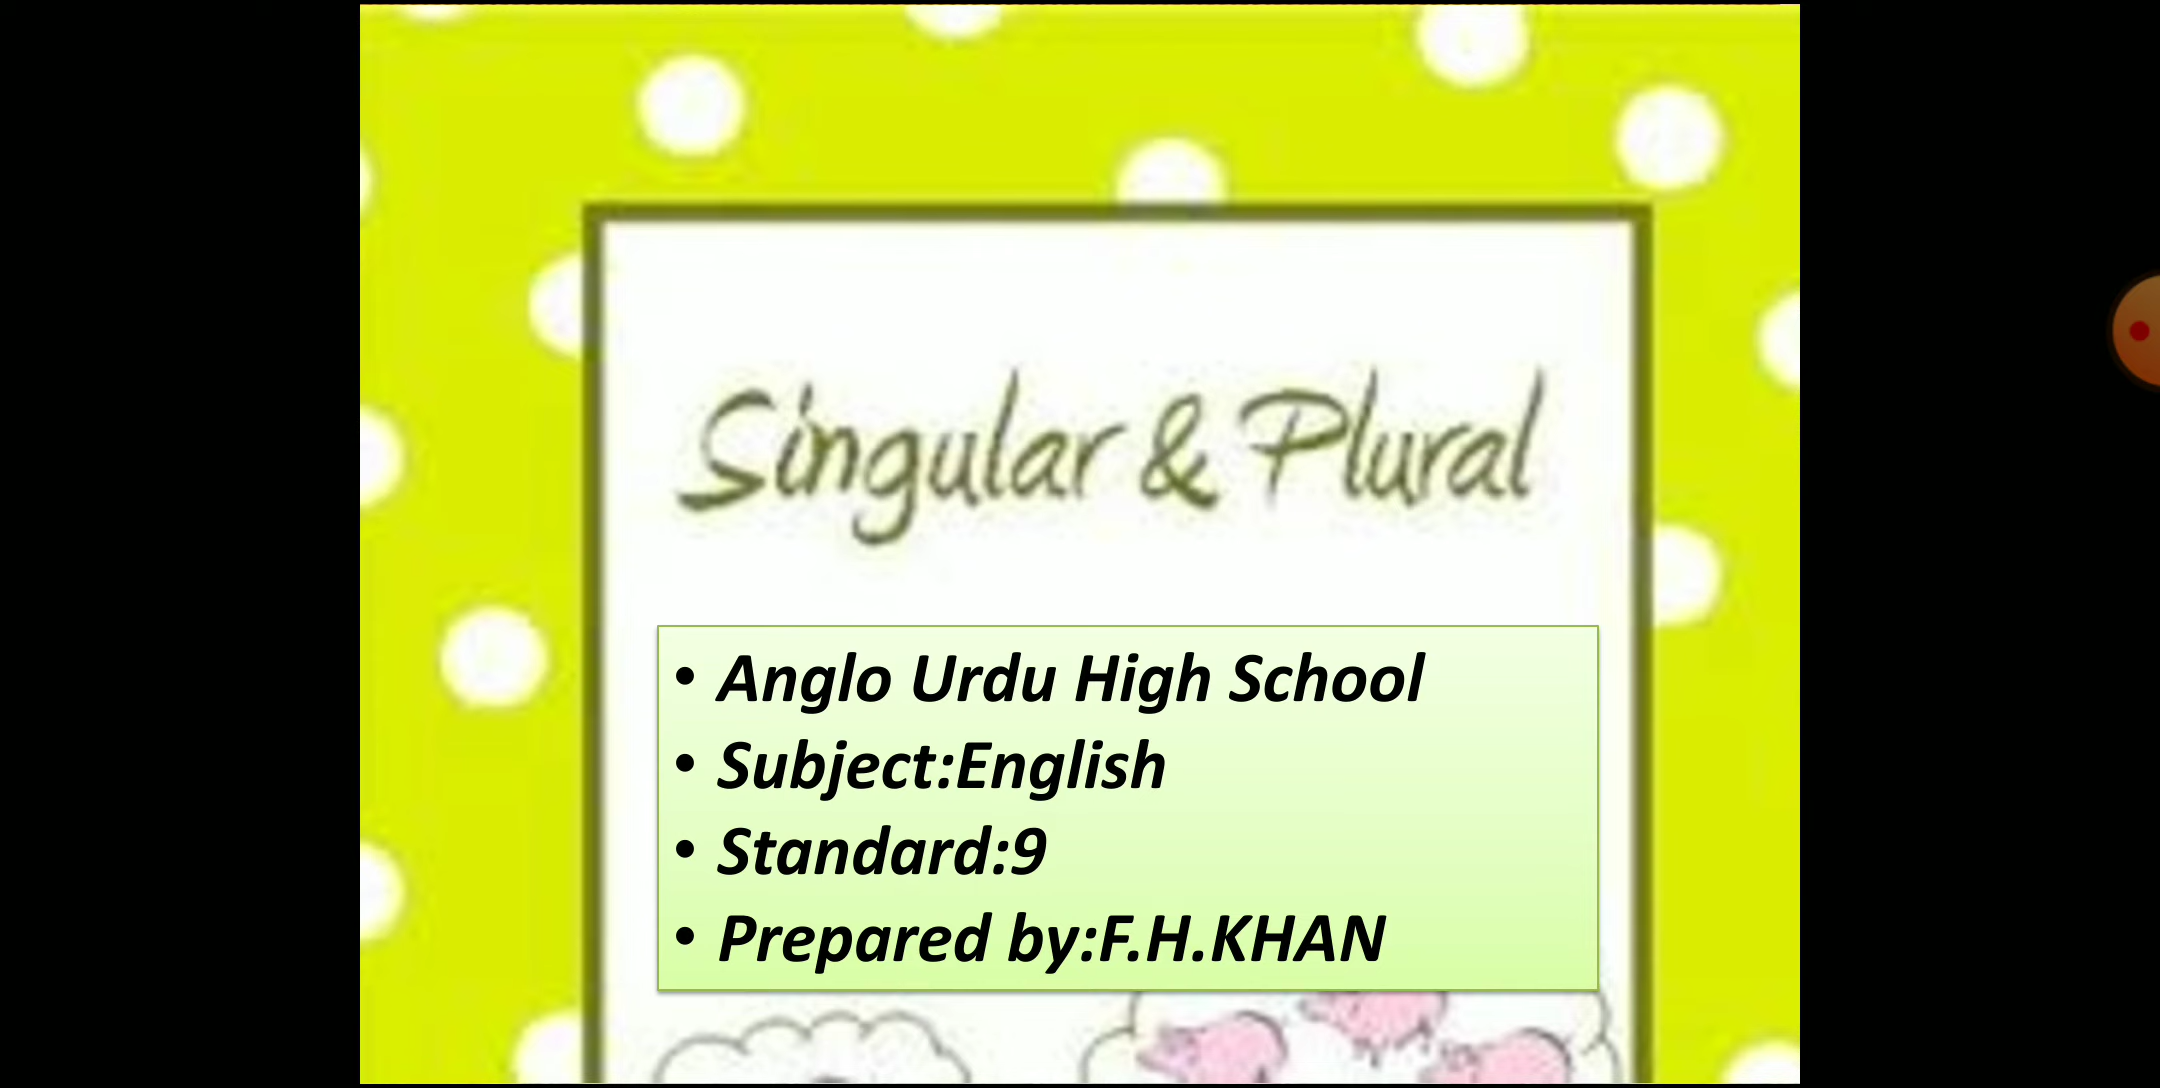 Singular & Plural
• Anglo Urdu High School
• Subject:English
• Standard:9
• Prepared by:F.H.KHAN